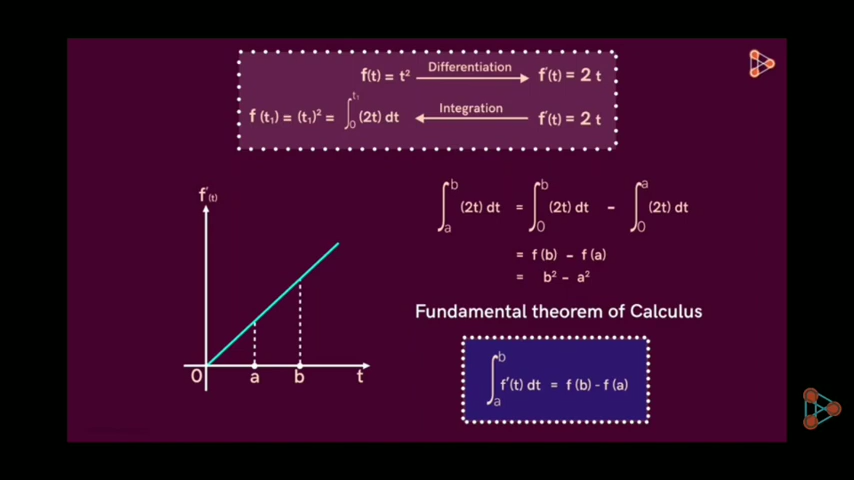 Differentiation
f(t) = t² ⟶ f'(t) = 2 t
Integration
f (t₁) = (t₁)² = ∫₀^t₁ (2t) dt ⟵ f'(t) = 2 t
f'(t)
∫ₐᵇ (2t) dt = ∫₀ᵇ (2t) dt - ∫₀ᵃ (2t) dt
= f (b) - f (a)
= b² - a²
Fundamental theorem of Calculus
∫ₐᵇ f'(t) dt = f (b) - f (a)
O a b t